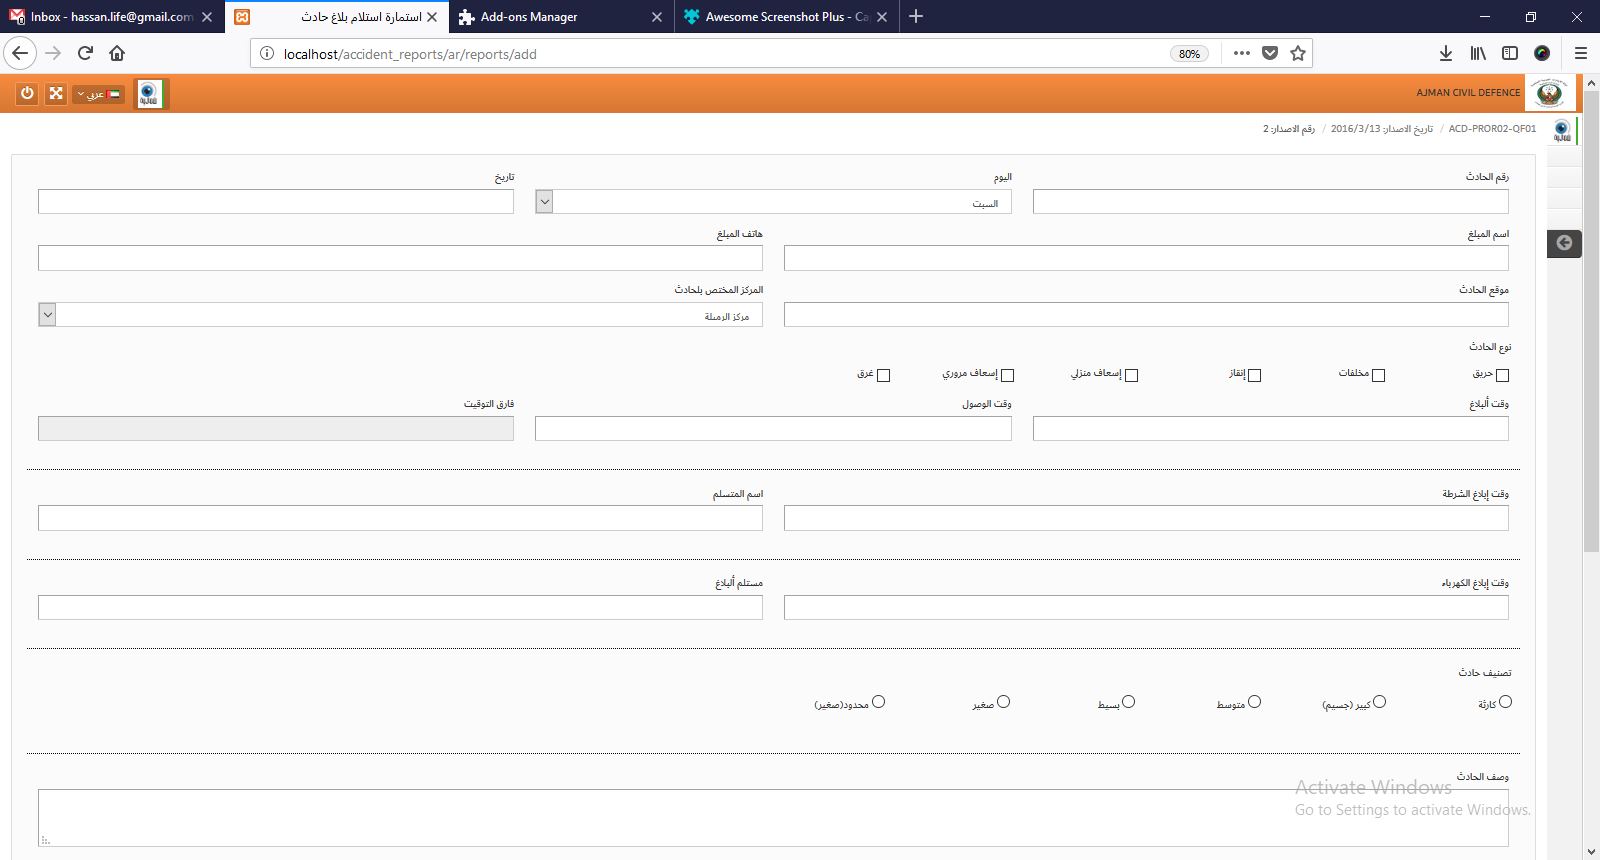 Inbox - hassan.life@gmail.com
استمارة استلام بلاغ حادث
Add-ons Manager
Awesome Screenshot Plus - Ca
localhost/accident_reports/ar/reports/add
80%
عربي
AJMAN CIVIL DEFENCE
ACD-PROR02-QF01 / تاريخ الاصدار: 2016/3/13 / رقم الاصدار: 2
رقم الحادث
اليوم
تاريخ
السبت
اسم المبلغ
هاتف المبلغ
موقع الحادث
المركز المختص بلحادث
مركز الرميلة
نوع الحادث
حريق
مخلفات
إنقاز
إسعاف منزلي
إسعاف مروري
غرق
وقت ألبلاغ
وقت الوصول
فارق التوقيت
وقت إبلاغ الشرطة
اسم المتسلم
وقت إبلاغ الكهرباء
مستلم ألبلاغ
تصنيف حادث
كارثة
كبير (جسيم)
متوسط
بسيط
صغير
محدود(صغير)
وصف الحادث
Activate Windows
Go to Settings to activate Windows.